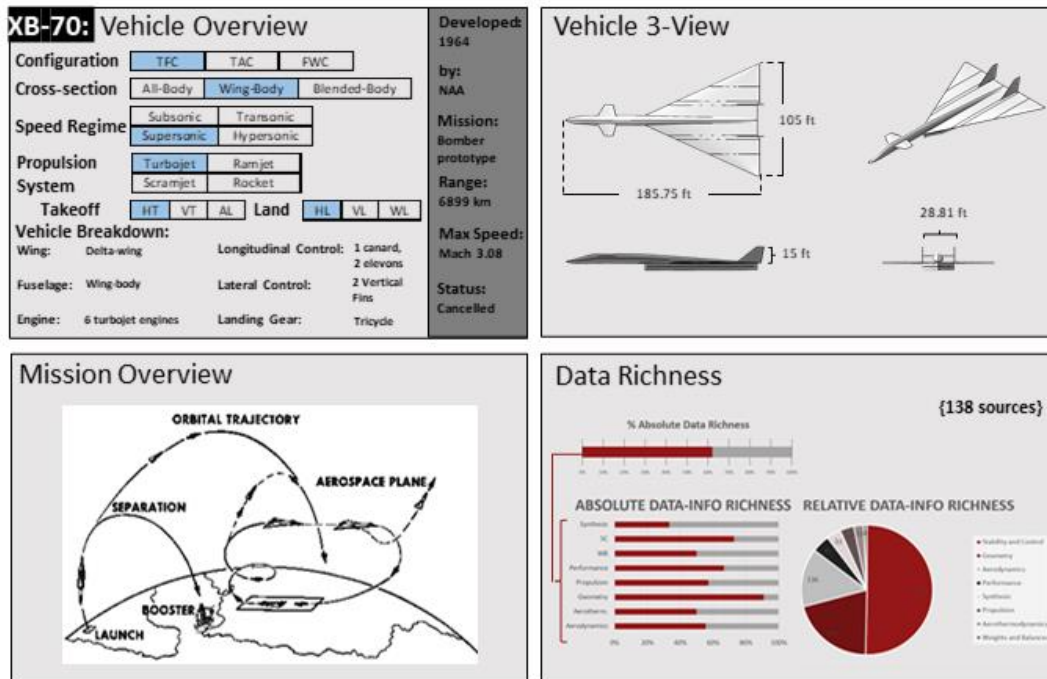 XB-70: Vehicle Overview
Configuration TFC TAC FWC
Cross-section All-Body Wing-Body Blended-Body
Speed Regime Subsonic Transonic
Supersonic Hypersonic
Propulsion System Turbojet Ramjet
Scramjet Rocket
Takeoff HT VT AL Land HL VL WL
Vehicle Breakdown:
Wing: Delta-wing Longitudinal Control: 1 canard,
2 elevons
Fuselage: Wing-body Lateral Control: 2 Vertical
Fins
Engine: 6 turbojet engines Landing Gear: Tricycle
Developed:
1964
by:
NAA
Mission:
Bomber
prototype
Range:
6899 km
Max Speed:
Mach 3.08
Status:
Cancelled
Vehicle 3-View
105 ft
185.75 ft
28.81 ft
15 ft
Mission Overview
ORBITAL TRAJECTORY
AEROSPACE PLANE
SEPARATION
BOOSTER
LAUNCH
Data Richness
{138 sources}
% Absolute Data Richness
ABSOLUTE DATA-INFO RICHNESS
Synthesis
SC
WB
Performance
Propulsion
Geometry
Aerotherm.
Aerodynamics
0% 20% 40% 60% 80% 100%
RELATIVE DATA-INFO RICHNESS
Stability and Control
Geometry
Aerodynamics
Performance
Synthesis
Propulsion
Aerothermodynamics
Weights and Balances